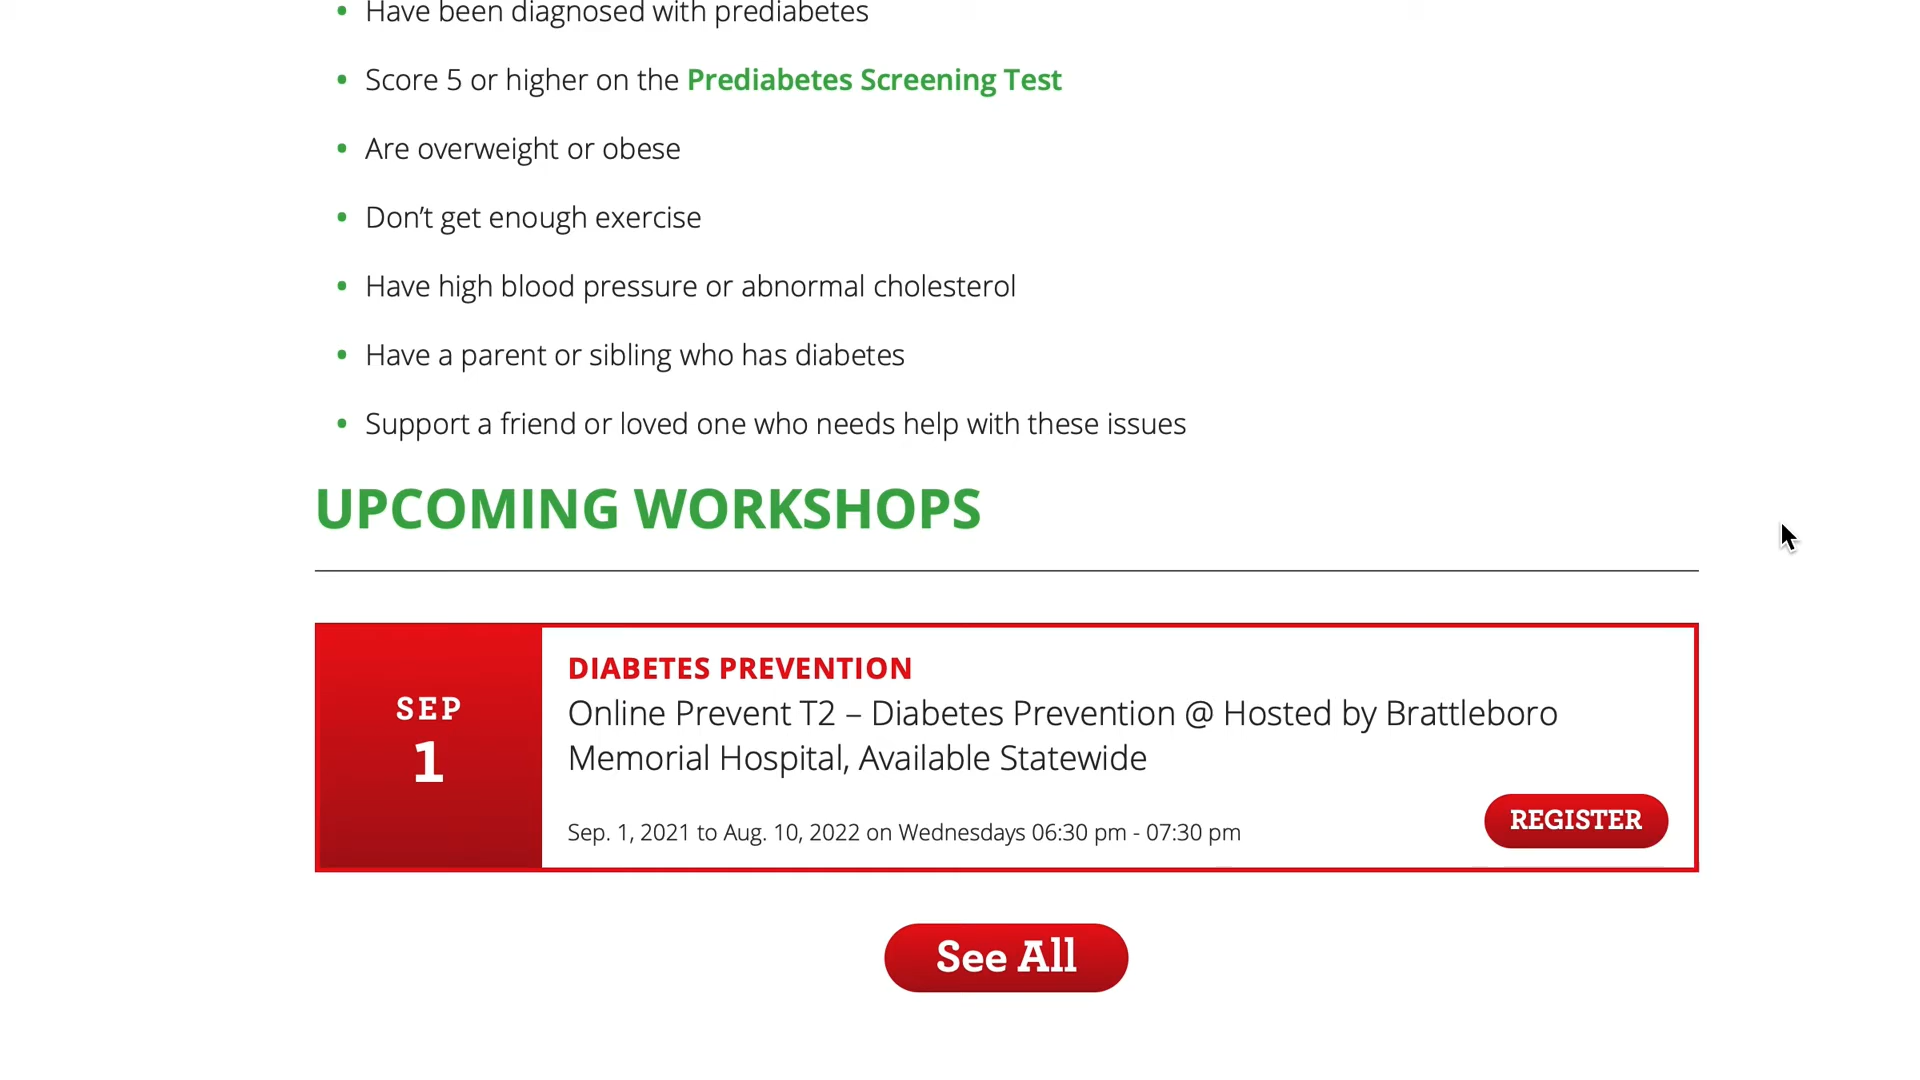 • Have been diagnosed with prediabetes
• Score 5 or higher on the Prediabetes Screening Test
• Are overweight or obese
• Don’t get enough exercise
• Have high blood pressure or abnormal cholesterol
• Have a parent or sibling who has diabetes
• Support a friend or loved one who needs help with these issues
UPCOMING WORKSHOPS
SEP
1
DIABETES PREVENTION
Online Prevent T2 – Diabetes Prevention @ Hosted by Brattleboro
Memorial Hospital, Available Statewide
Sep. 1, 2021 to Aug. 10, 2022 on Wednesdays 06:30 pm - 07:30 pm
REGISTER
See All